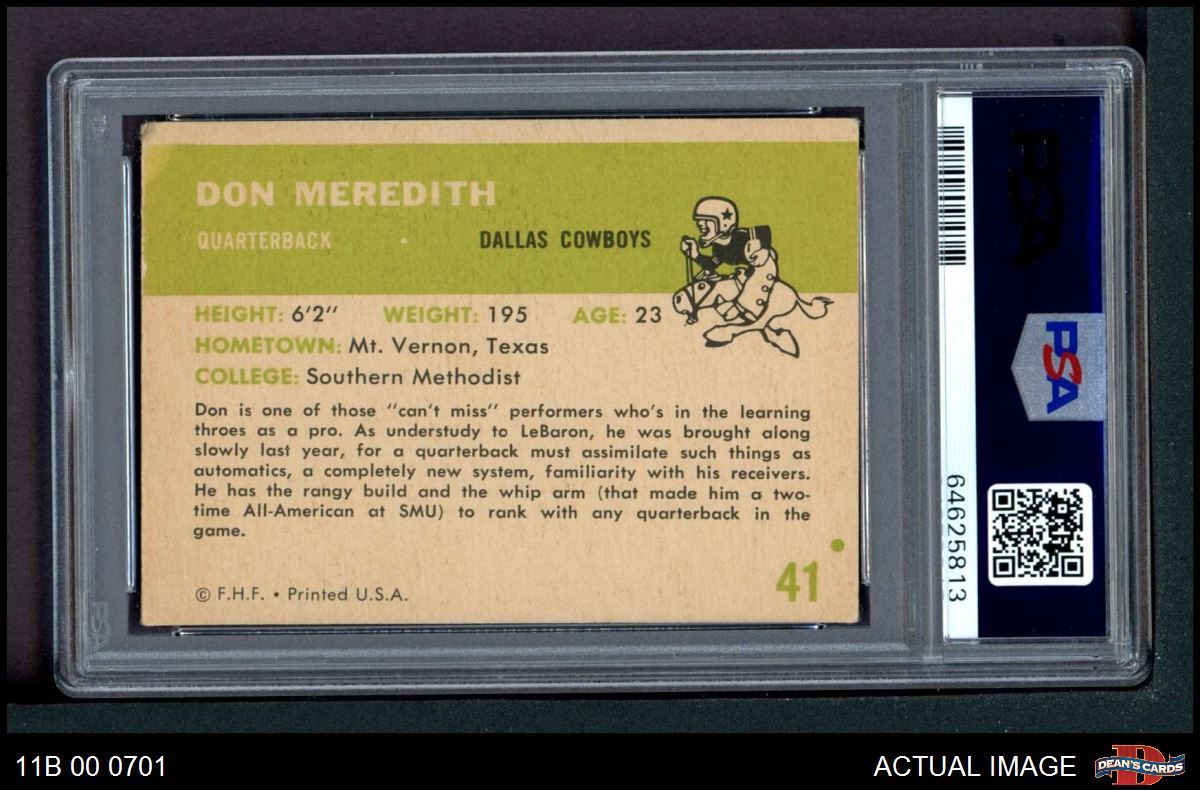 DON MEREDITH
QUARTERBACK • DALLAS COWBOYS
HEIGHT: 6'2" WEIGHT: 195 AGE: 23
HOMETOWN: Mt. Vernon, Texas
COLLEGE: Southern Methodist
Don is one of those "can't miss" performers who's in the learning
throes as a pro. As understudy to LeBaron, he was brought along
slowly last year, for a quarterback must assimilate such things as
automatics, a completely new system, familiarity with his receivers.
He has the rangy build and the whip arm (that made him a two-
time All-American at SMU) to rank with any quarterback in the
game.
41
© F.H.F. • Printed U.S.A.
PSA
PSA
64625813
PSA
11B 00 0701
ACTUAL IMAGE
DEAN'S CARDS